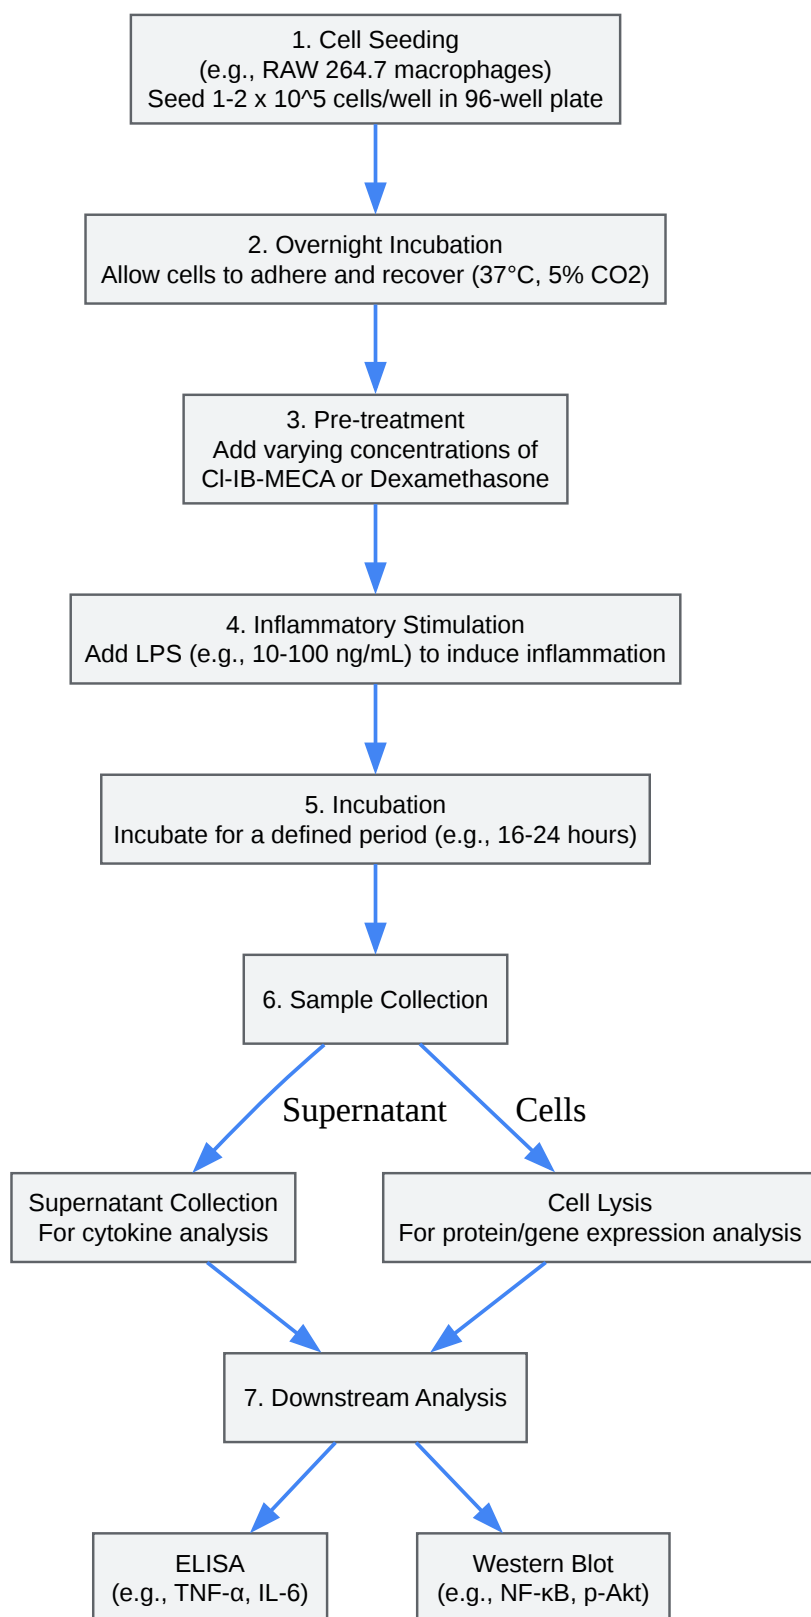 1. Cell Seeding
(e.g., RAW 264.7 macrophages)
Seed 1-2 x 10^5 cells/well in 96-well plate
2. Overnight Incubation
Allow cells to adhere and recover (37°C, 5% CO2)
3. Pre-treatment
Add varying concentrations of
Cl-IB-MECA or Dexamethasone
4. Inflammatory Stimulation
Add LPS (e.g., 10-100 ng/mL) to induce inflammation
5. Incubation
Incubate for a defined period (e.g., 16-24 hours)
6. Sample Collection
Supernatant
Cells
Supernatant Collection
For cytokine analysis
Cell Lysis
For protein/gene expression analysis
7. Downstream Analysis
ELISA
(e.g., TNF-α, IL-6)
Western Blot
(e.g., NF-κB, p-Akt)